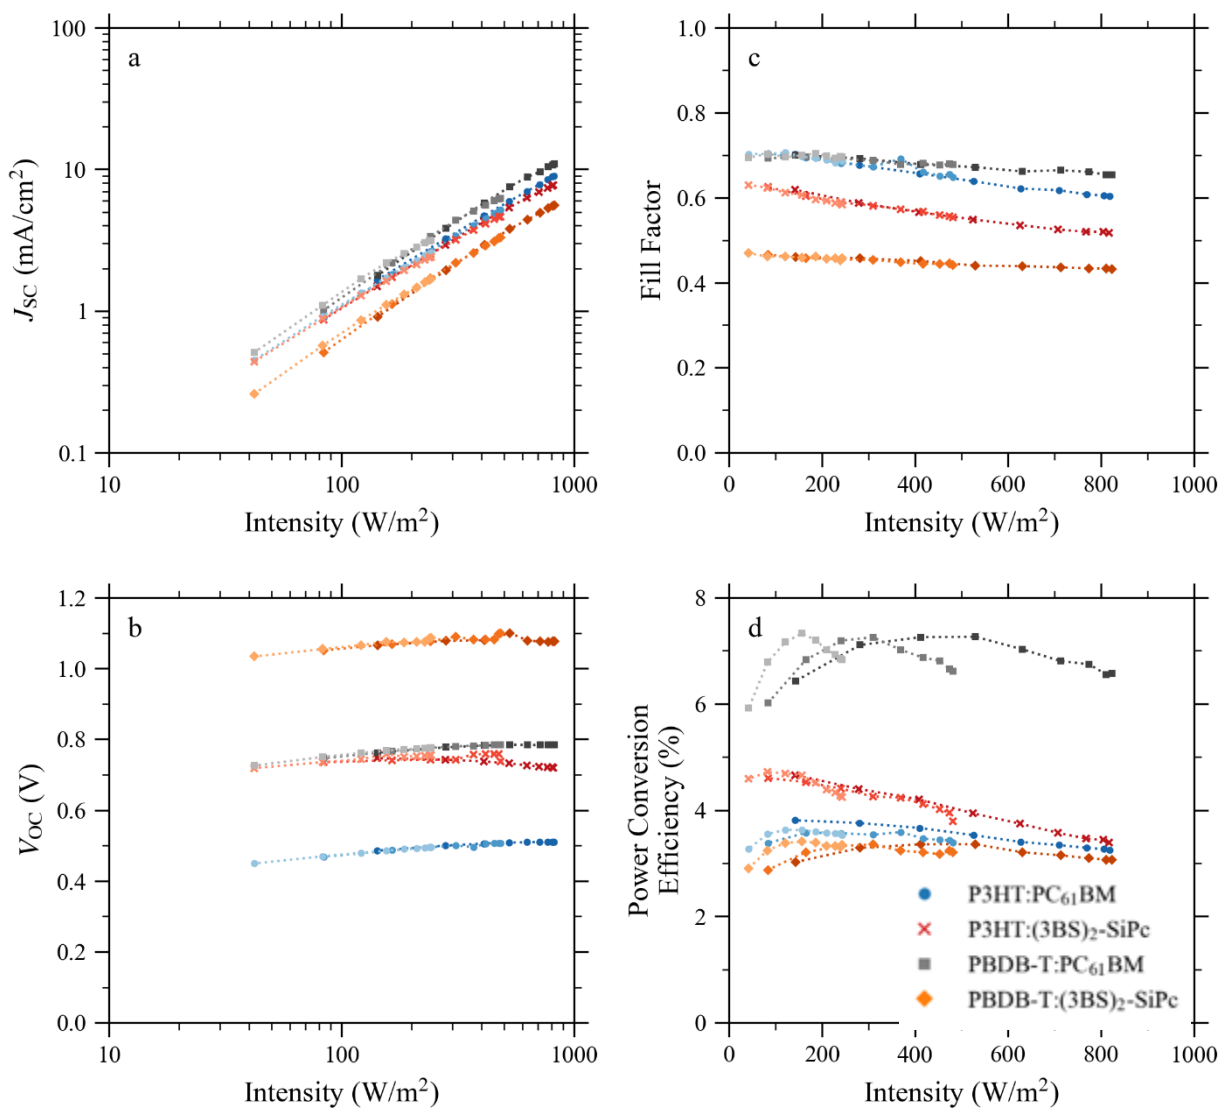 a
100
10
1
0.1
J_SC (mA/cm²)
10
100
1000
Intensity (W/m²)
c
1.0
0.8
0.6
0.4
0.2
0.0
Fill Factor
0
200
400
600
800
1000
Intensity (W/m²)
b
1.2
1.0
0.8
0.6
0.4
0.2
0.0
V_OC (V)
10
100
1000
Intensity (W/m²)
d
8
6
4
2
0
Power Conversion
Efficiency (%)
P3HT:PC₆₁BM
P3HT:(3BS)₂-SiPc
PBDB-T:PC₆₁BM
PBDB-T:(3BS)₂-SiPc
0
200
400
600
800
1000
Intensity (W/m²)